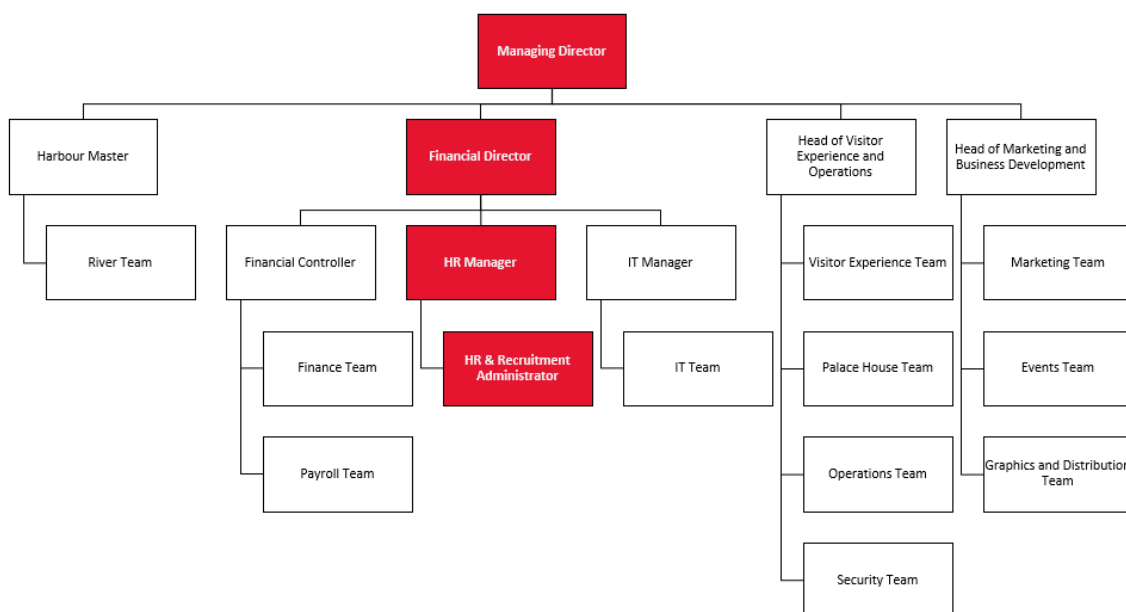 Managing Director
Harbour Master
Financial Director
Head of Visitor
Experience and
Operations
Head of Marketing and
Business Development
River Team
Financial Controller
HR Manager
IT Manager
Visitor Experience Team
Marketing Team
Finance Team
HR & Recruitment
Administrator
IT Team
Palace House Team
Events Team
Payroll Team
Operations Team
Graphics and Distribution
Team
Security Team